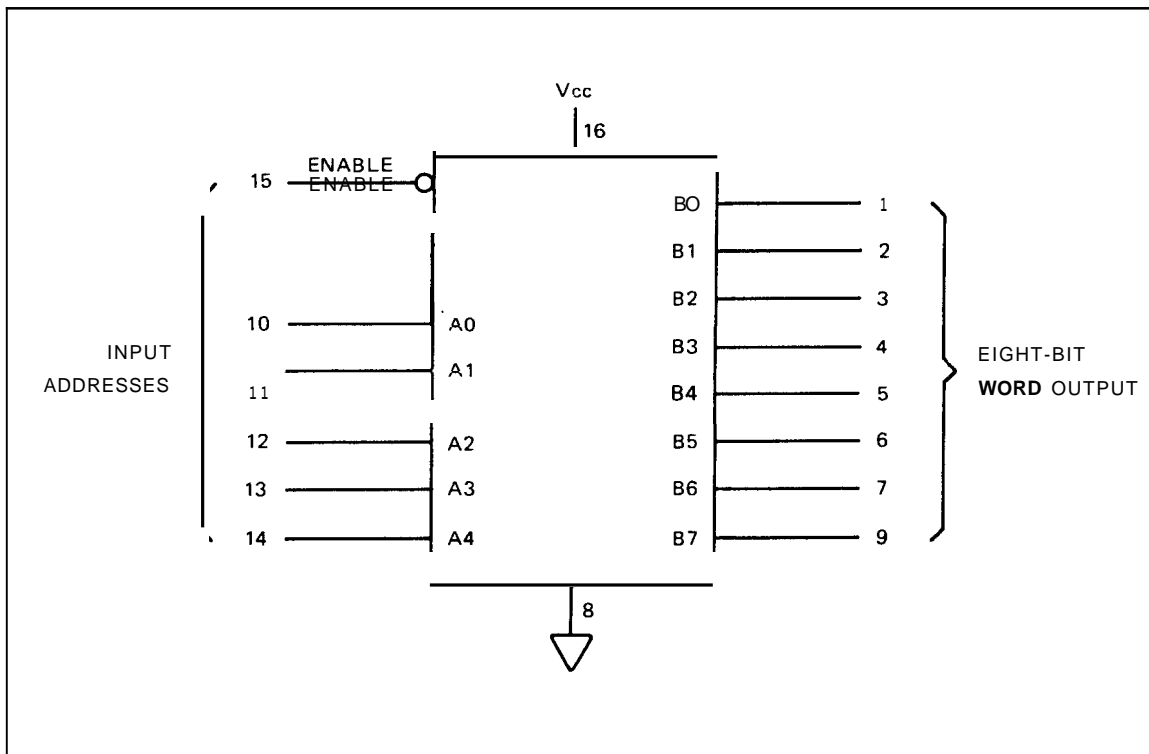 Vcc
16
ENABLE
15 ENABLE
BO 1
B1 2
B2 3
10 A0
B3 4
INPUT
ADDRESSES
A1
11
EIGHT-BIT
WORD OUTPUT
B4 5
12 A2
B5 6
13 A3
B6 7
14 A4
B7 9
8